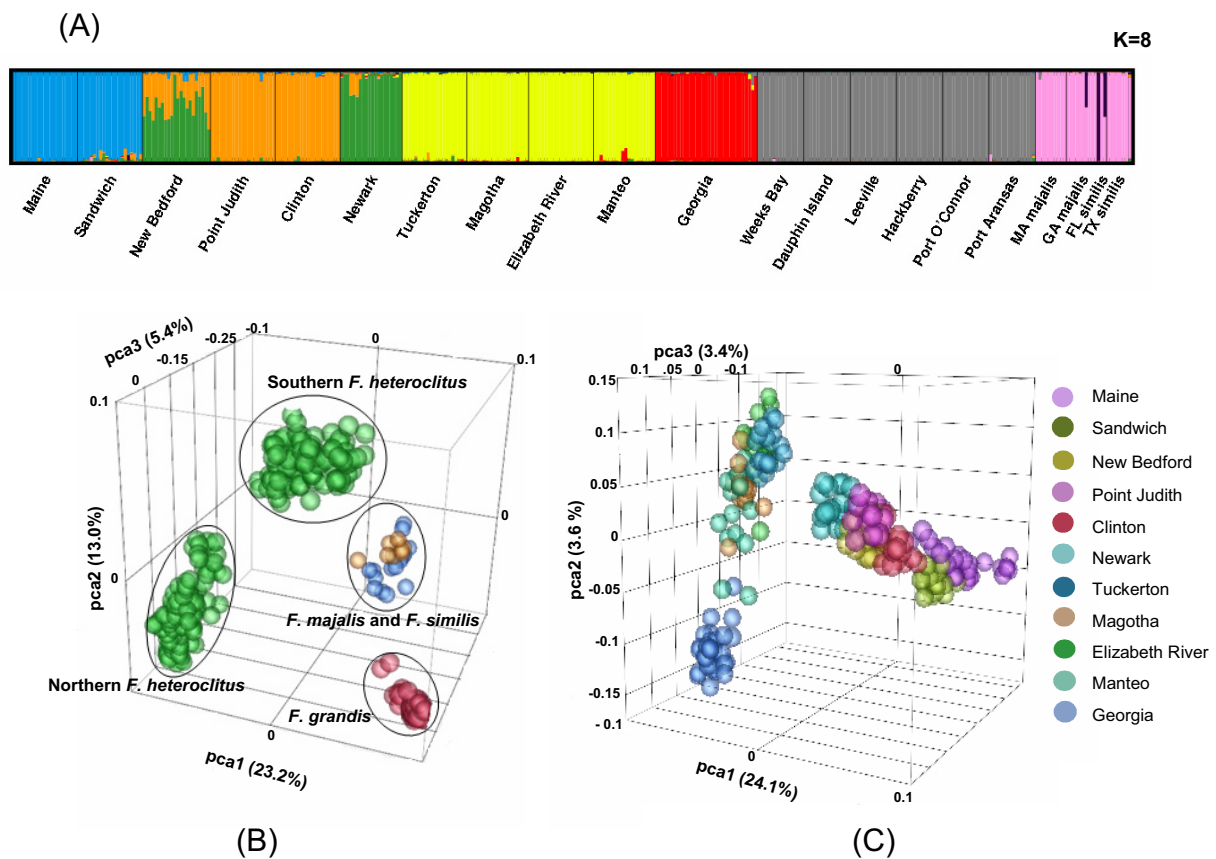 (A)
K=8
Maine
Sandwich
New Bedford
Point Judith
Clinton
Newark
Tuckerton
Magotha
Elizabeth River
Manteo
Georgia
Weeks Bay
Dauphin Island
Leeville
Hackberry
Port O'Connor
Port Aransas
MA majalis
GA majalis
FL similis
TX similis
pca3 (5.4%)
0
-0.15
-0.25
-0.1
0
0.1
0.1
Southern F. heteroclitus
0
pca2 (13.0%)
0
F. majalis and F. similis
Northern F. heteroclitus
F. grandis
0
pca1 (23.2%)
(B)
pca3 (3.4%)
0.1 .05 0 -0.1
0
0.15
0.1
0.05
0
-0.05
-0.1
-0.15
- 0.1
pca2 (3.6 %)
0
pca1 (24.1%)
0.1
Maine
Sandwich
New Bedford
Point Judith
Clinton
Newark
Tuckerton
Magotha
Elizabeth River
Manteo
Georgia
(C)